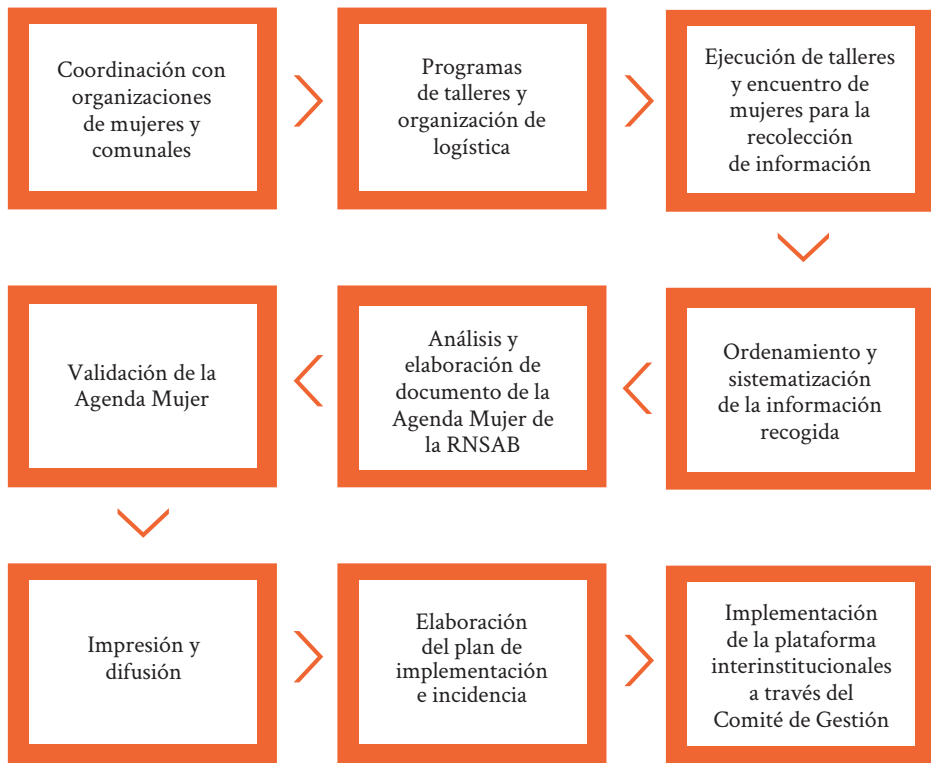 Coordinación con
organizaciones
de mujeres y
comunales
Programas
de talleres y
organización de
logística
Ejecución de talleres
y encuentro de
mujeres para la
recolección
de información
Ordenamiento y
sistematización
de la información
recogida
Análisis y
elaboración de
documento de la
Agenda Mujer de
la RNSAB
Validación de la
Agenda Mujer
Impresión y
difusión
Elaboración
del plan de
implementación
e incidencia
Implementación
de la plataforma
interinstitucionales
a través del
Comité de Gestión